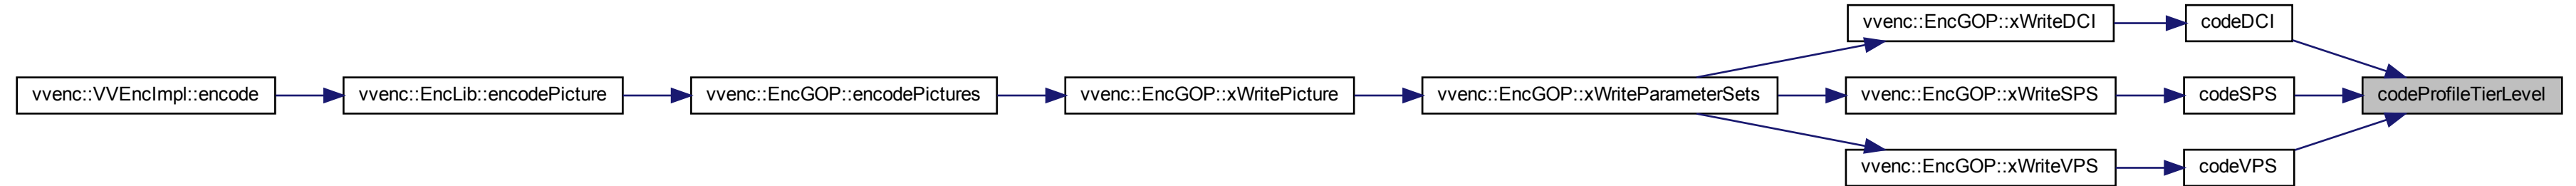 vvenc::EncGOP::xWriteDCI
codeDCI
vvenc::VVEncImpl::encode
vvenc::EncLib::encodePicture
vvenc::EncGOP::encodePictures
vvenc::EncGOP::xWritePicture
vvenc::EncGOP::xWriteParameterSets
vvenc::EncGOP::xWriteSPS
codeSPS
codeProfileTierLevel
vvenc::EncGOP::xWriteVPS
codeVPS